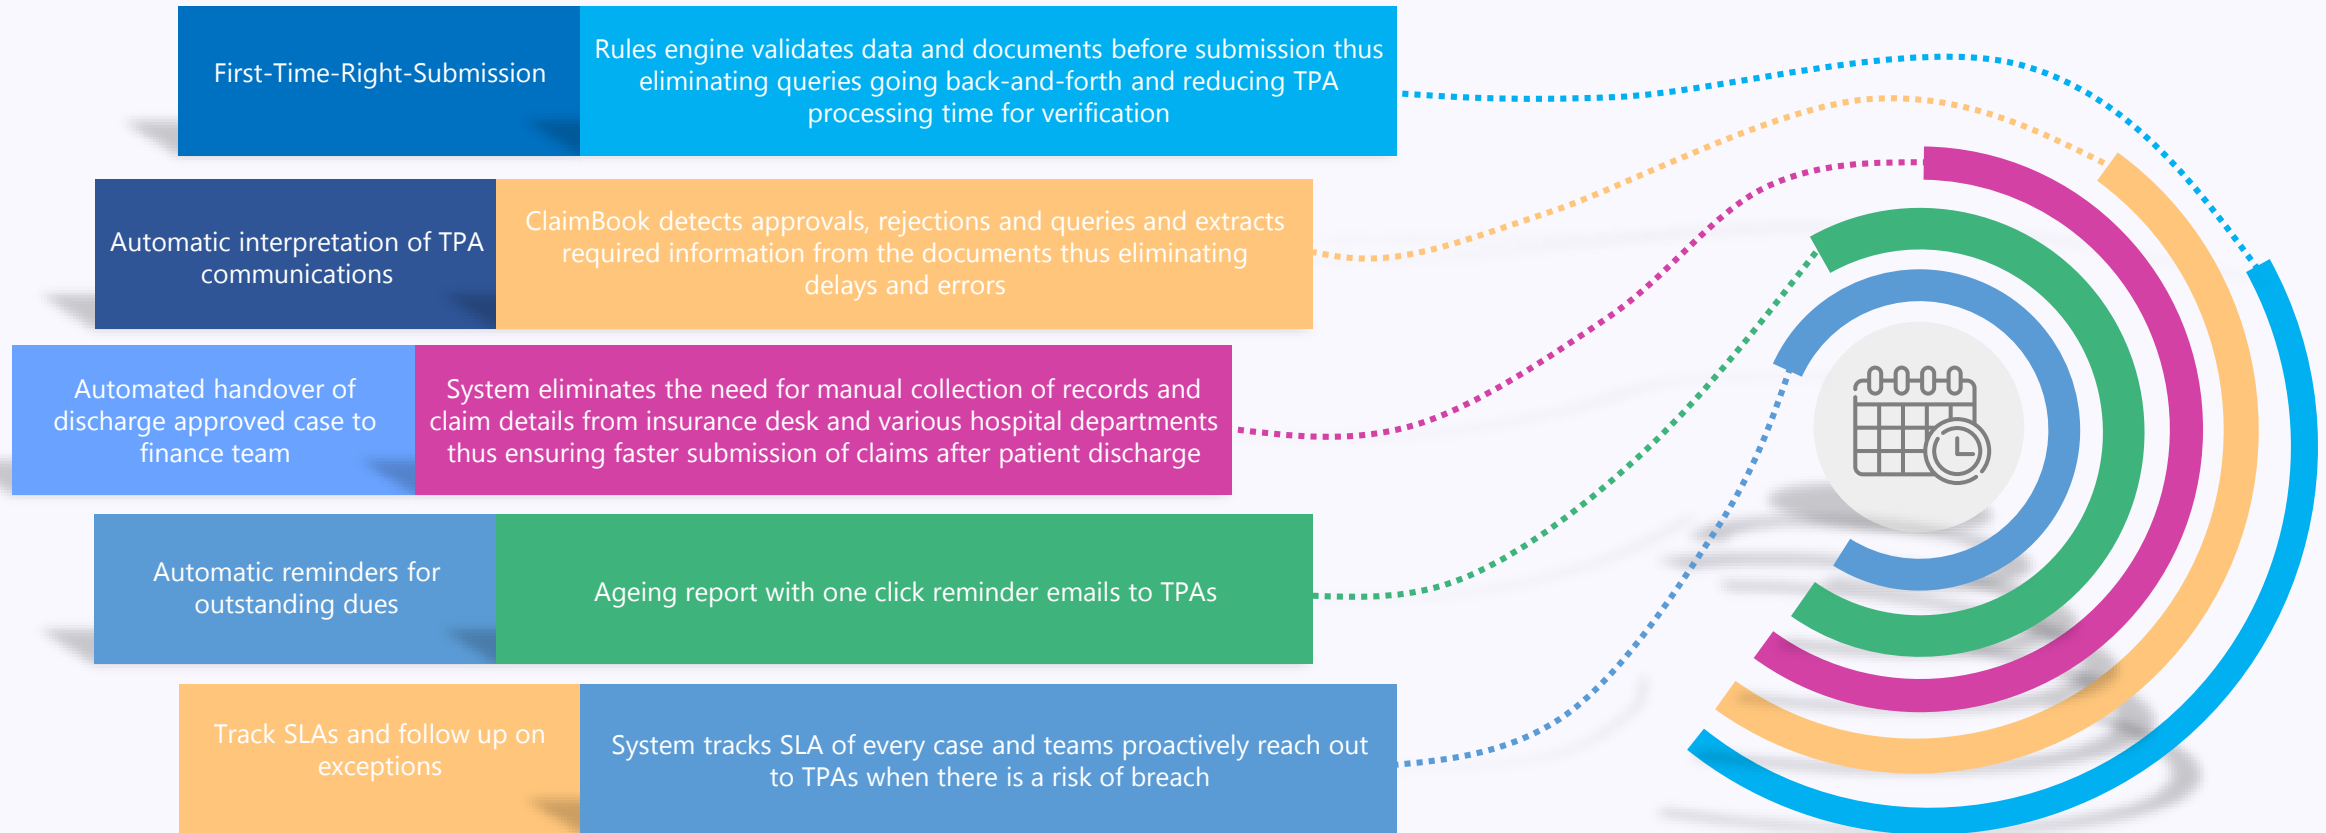 First-Time-Right-Submission
Rules engine validates data and documents before submission thus
eliminating queries going back-and-forth and reducing TPA
processing time for verification
Automatic interpretation of TPA
communications
ClaimBook detects approvals, rejections and queries and extracts
required information from the documents thus eliminating
delays and errors
Automated handover of
discharge approved case to
finance team
System eliminates the need for manual collection of records and
claim details from insurance desk and various hospital departments
thus ensuring faster submission of claims after patient discharge
Automatic reminders for
outstanding dues
Ageing report with one click reminder emails to TPAs
Track SLAs and follow up on
exceptions
System tracks SLA of every case and teams proactively reach out
to TPAs when there is a risk of breach